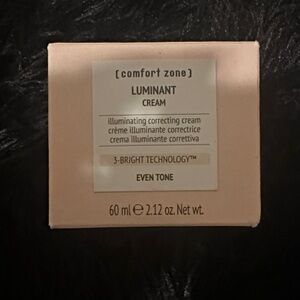 [ comfort zone ]
LUMINANT
CREAM
illuminating correcting cream
crème illuminante correctrice
crema illuminante correttiva
3-BRIGHT TECHNOLOGY™
EVEN TONE
60 ml ℮ 2.12 oz. Net wt.